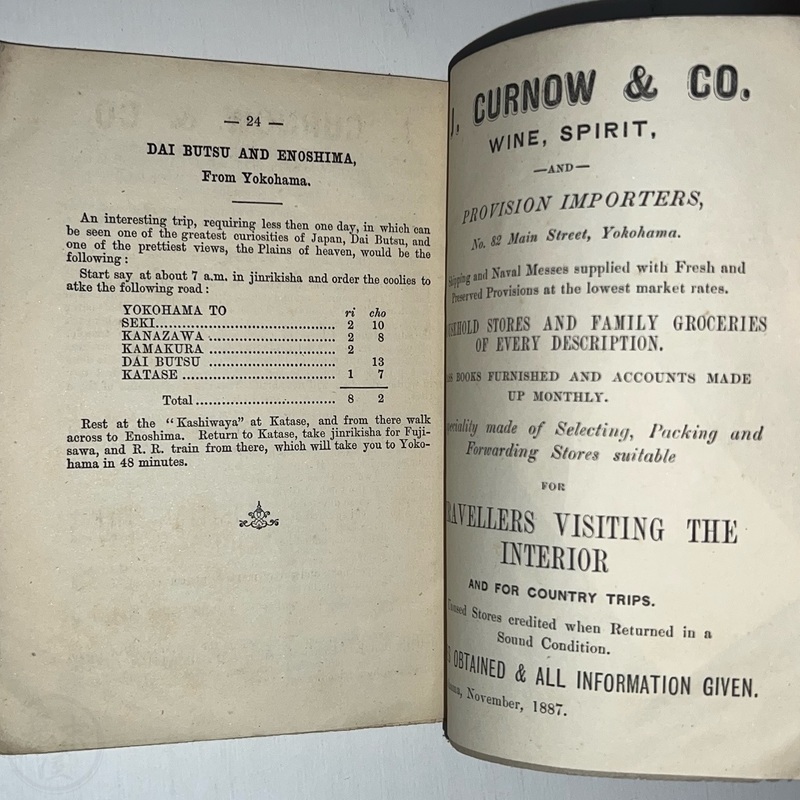 — 24 —
DAI BUTSU AND ENOSHIMA,
From Yokohama.
An interesting trip, requiring less then one day, in which can
be seen one of the greatest curiosities of Japan, Dai Butsu, and
one of the prettiest views, the Plains of heaven, would be the
following :
Start say at about 7 a.m. in jinrikisha and order the coolies to
atke the following road :
YOKOHAMA TO ri cho
SEKI 2 10
KANAZAWA 2 8
KAMAKURA 2
DAI BUTSU 13
KATASE 1 7
Total 8 2
Rest at the "Kashiwaya" at Katase, and from there walk
across to Enoshima. Return to Katase, take jinrikisha for Fuji-
sawa, and R. R. train from there, which will take you to Yoko-
hama in 48 minutes.
J. CURNOW & CO.
WINE, SPIRIT,
—AND—
PROVISION IMPORTERS,
No. 82 Main Street, Yokohama.
Shipping and Naval Messes supplied with Fresh and
Preserved Provisions at the lowest market rates.
STORES AND FAMILY GROCERIES
OF EVERY DESCRIPTION.
BOOKS FURNISHED AND ACCOUNTS MADE
UP MONTHLY.
made of Selecting, Packing and
Forwarding Stores suitable
FOR
TRAVELLERS VISITING THE
INTERIOR
AND FOR COUNTRY TRIPS.
Stores credited when Returned in a
Sound Condition.
OBTAINED & ALL INFORMATION GIVEN.
November, 1887.